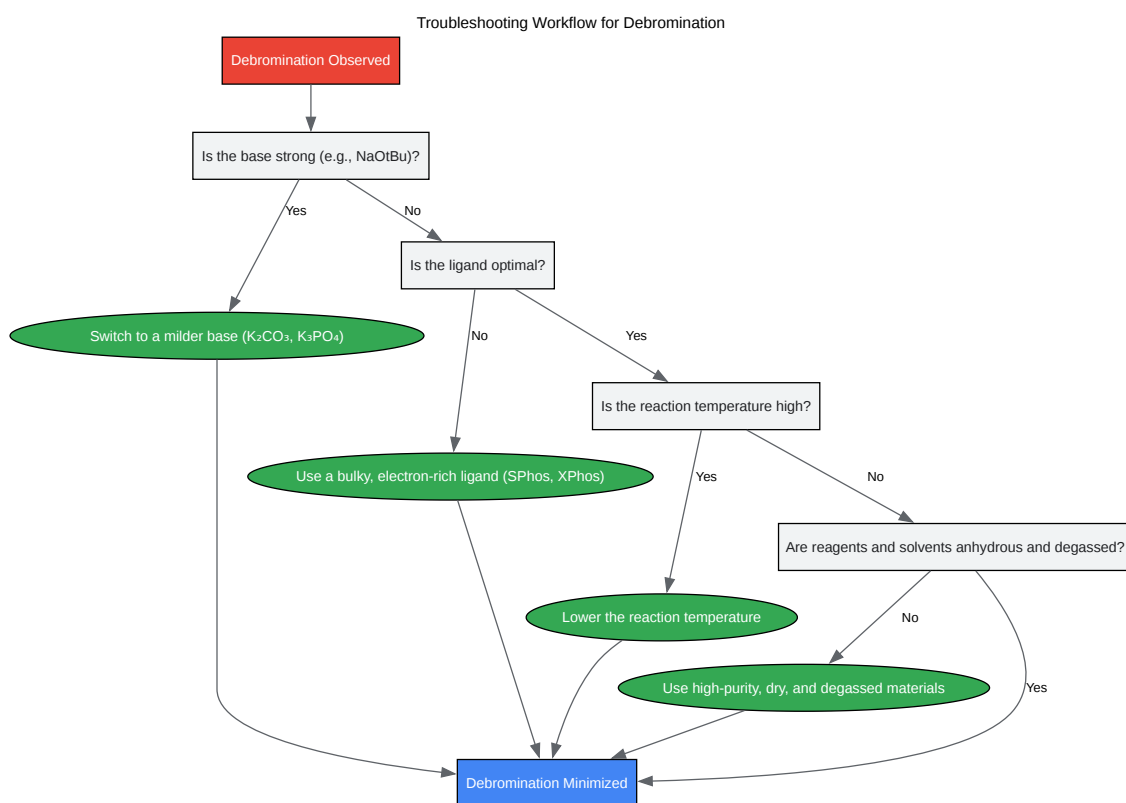 Troubleshooting Workflow for Debromination
Debromination Observed
Is the base strong (e.g., NaOtBu)?
Yes
No
Is the ligand optimal?
Switch to a milder base (K₂CO₃, K₃PO₄)
No
Yes
Is the reaction temperature high?
Use a bulky, electron-rich ligand (SPhos, XPhos)
Yes
No
Are reagents and solvents anhydrous and degassed?
Lower the reaction temperature
No
Use high-purity, dry, and degassed materials
Yes
Debromination Minimized